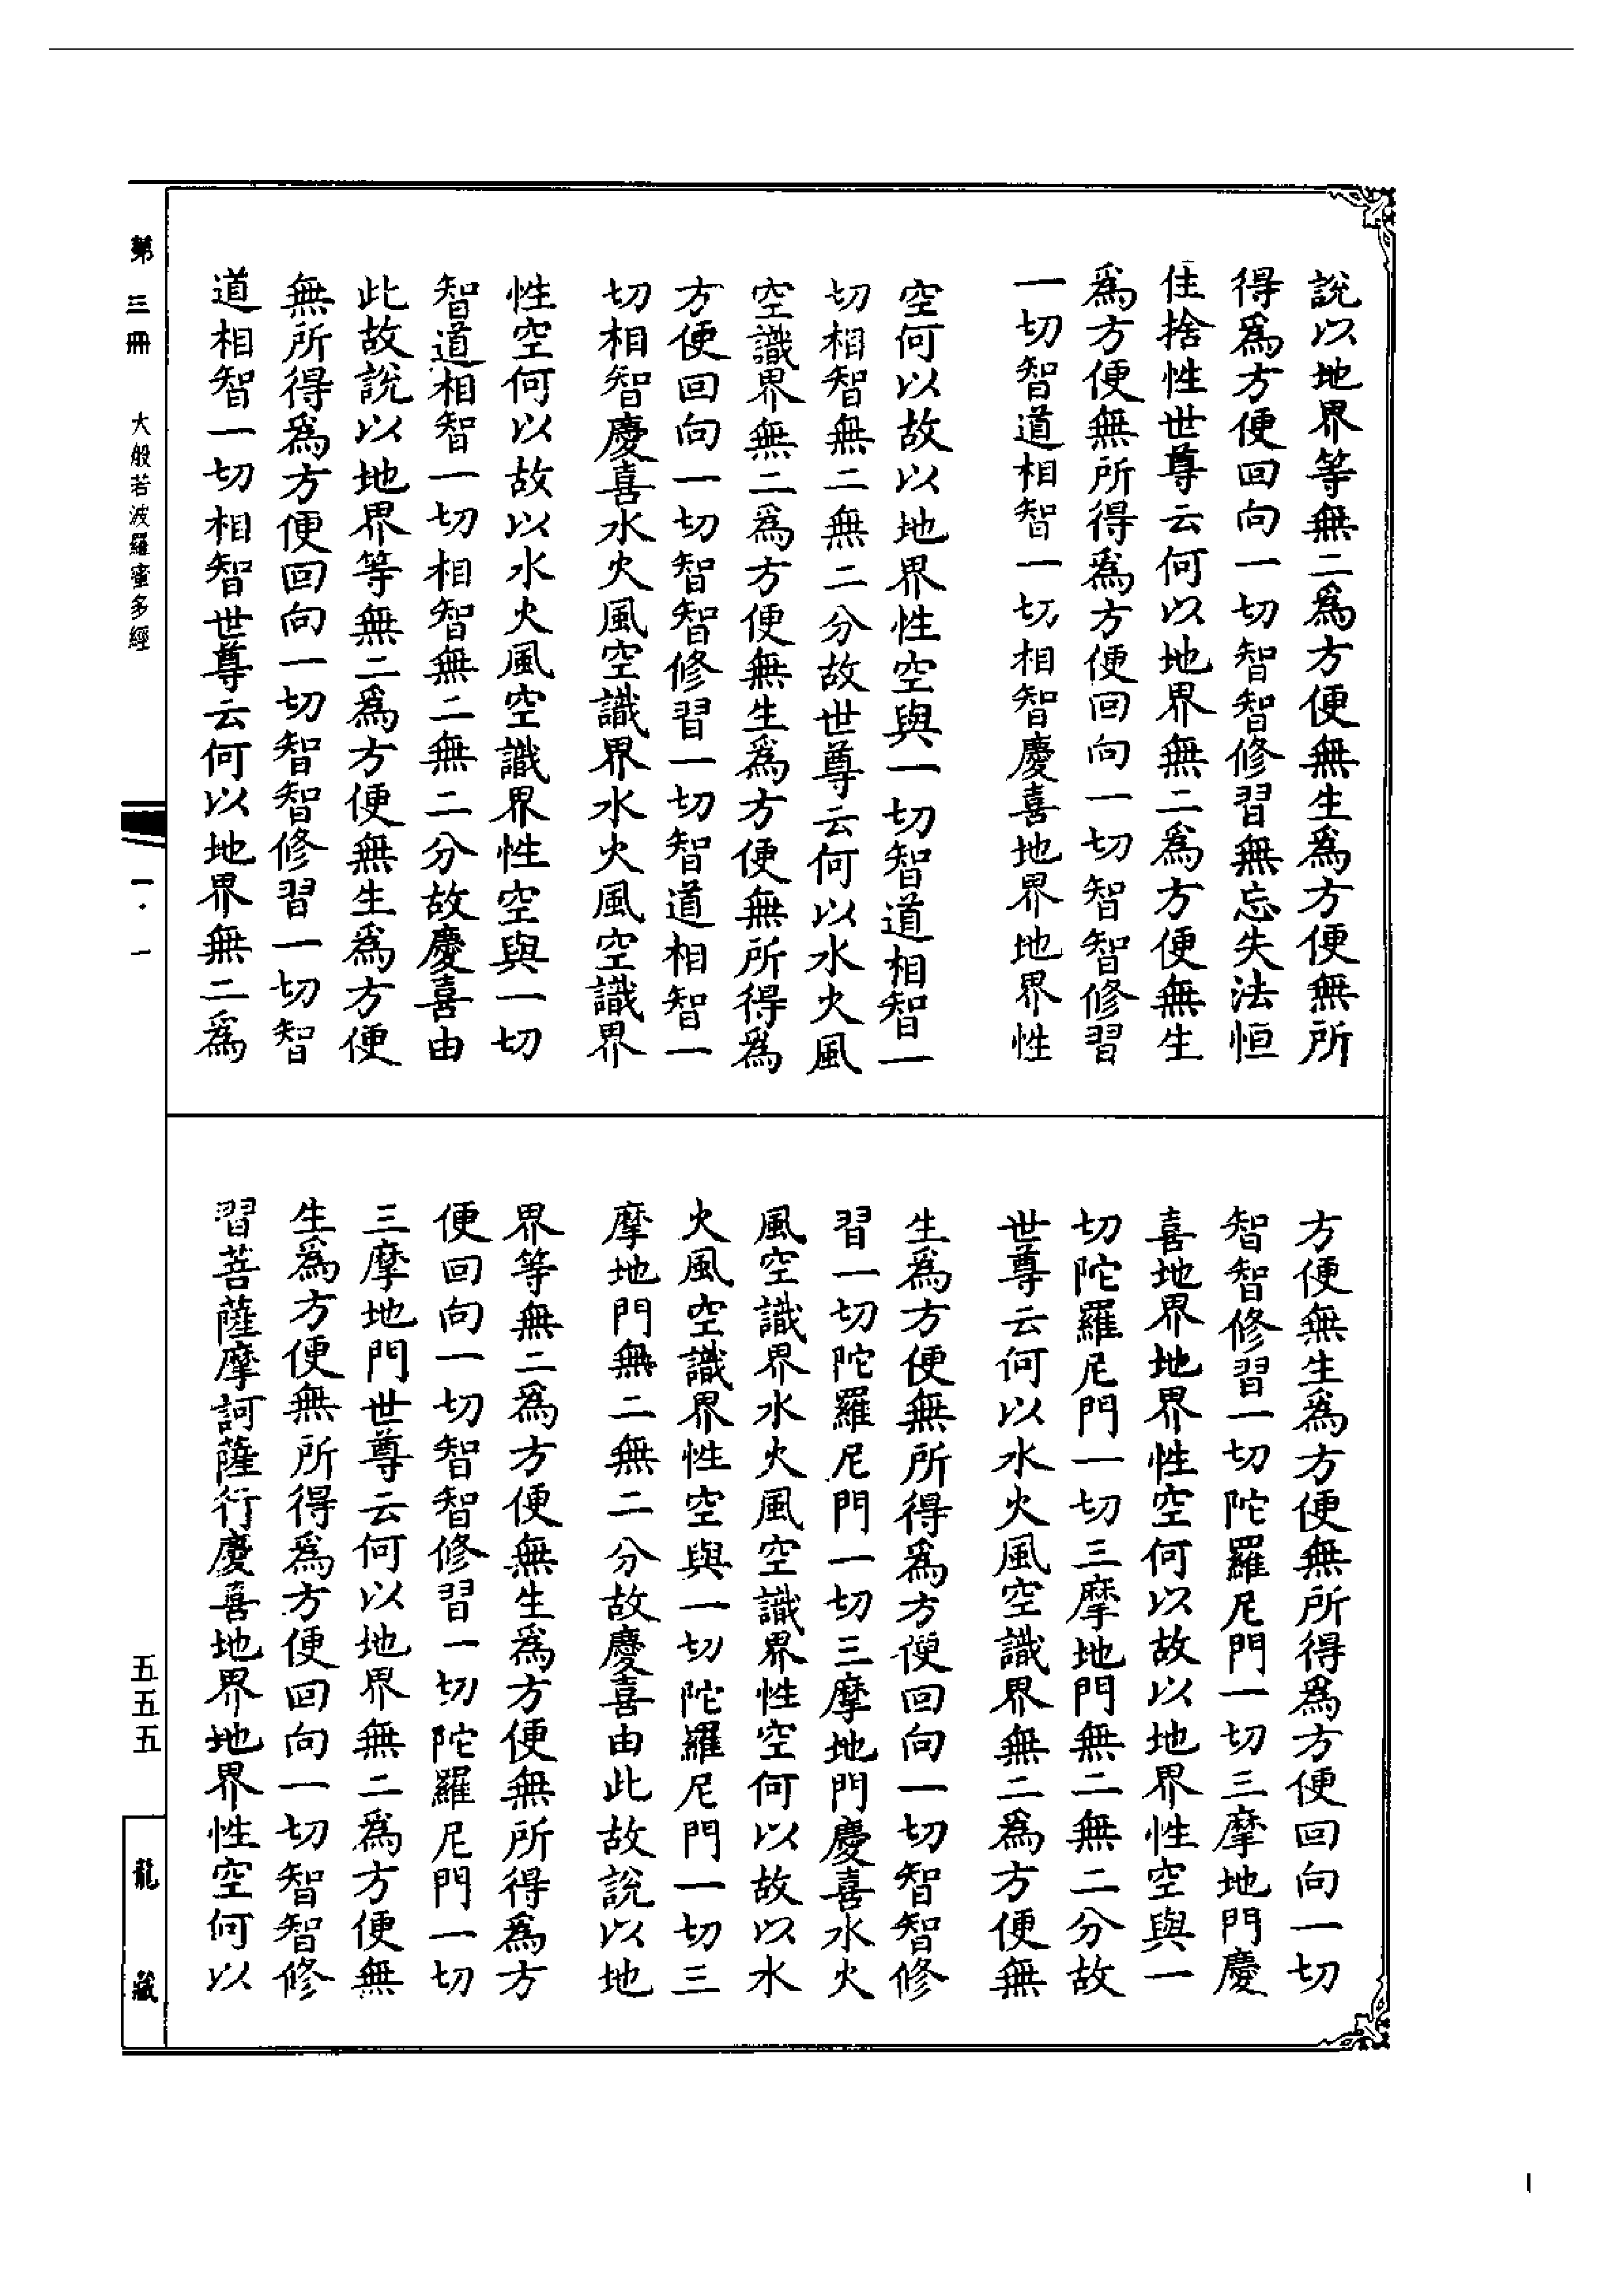 說以地界等無二爲方便無生爲方便無所
得爲方便回向一切智智修習無忘失法恒
住捨性世尊云何以地界無二爲方便無生
爲方便無所得爲方便回向一切智智修習
一切智道相智一切相智慶喜地界地界性
空何以故以地界性空與一切智道相智一
切相智無二無二分故世尊云何以水火風
空識界無二爲方便無生爲方便無所得爲
方便回向一切智智修習一切智道相智一
切相智慶喜水火風空識界水火風空識界
性空何以故以水火風空識界性空與一切
智道相智一切相智無二無二分故慶喜由
此故說以地界等無二爲方便無生爲方便
無所得爲方便回向一切智智修習一切智
道相智一切相智世尊云何以地界無二爲
方便無生爲方便無所得爲方便回向一切
智智修習一切陀羅尼門一切三摩地門慶
喜地界地界性空何以故以地界性空與一
切陀羅尼門一切三摩地門無二無二分故
世尊云何以水火風空識界無二爲方便無
生爲方便無所得爲方便回向一切智智修
習一切陀羅尼門一切三摩地門慶喜水火
風空識界水火風空識界性空何以故以水
火風空識界性空與一切陀羅尼門一切三
摩地門無二無二分故慶喜由此故說以地
界等無二爲方便無生爲方便無所得爲方
便回向一切智智修習一切陀羅尼門一切
三摩地門世尊云何以地界無二爲方便無
生爲方便無所得爲方便回向一切智智修
習菩薩摩訶薩行慶喜地界地界性空何以
第三冊 大般若波羅蜜多經 一·一 五五五 龍藏
1